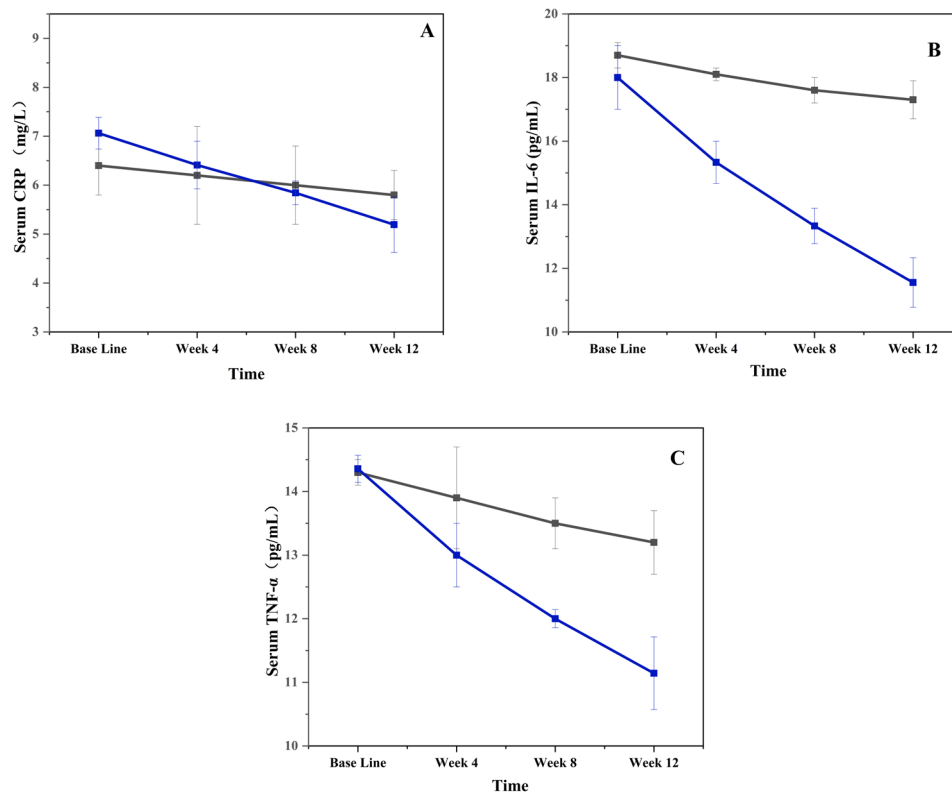 A
Serum CRP（mg/L）
9
8
7
6
5
4
3
Base Line Week 4 Week 8 Week 12
Time
B
Serum IL-6 (pg/mL)
20
18
16
14
12
10
Base Line Week 4 Week 8 Week 12
Time
C
Serum TNF-α（pg/mL）
15
14
13
12
11
10
Base Line Week 4 Week 8 Week 12
Time